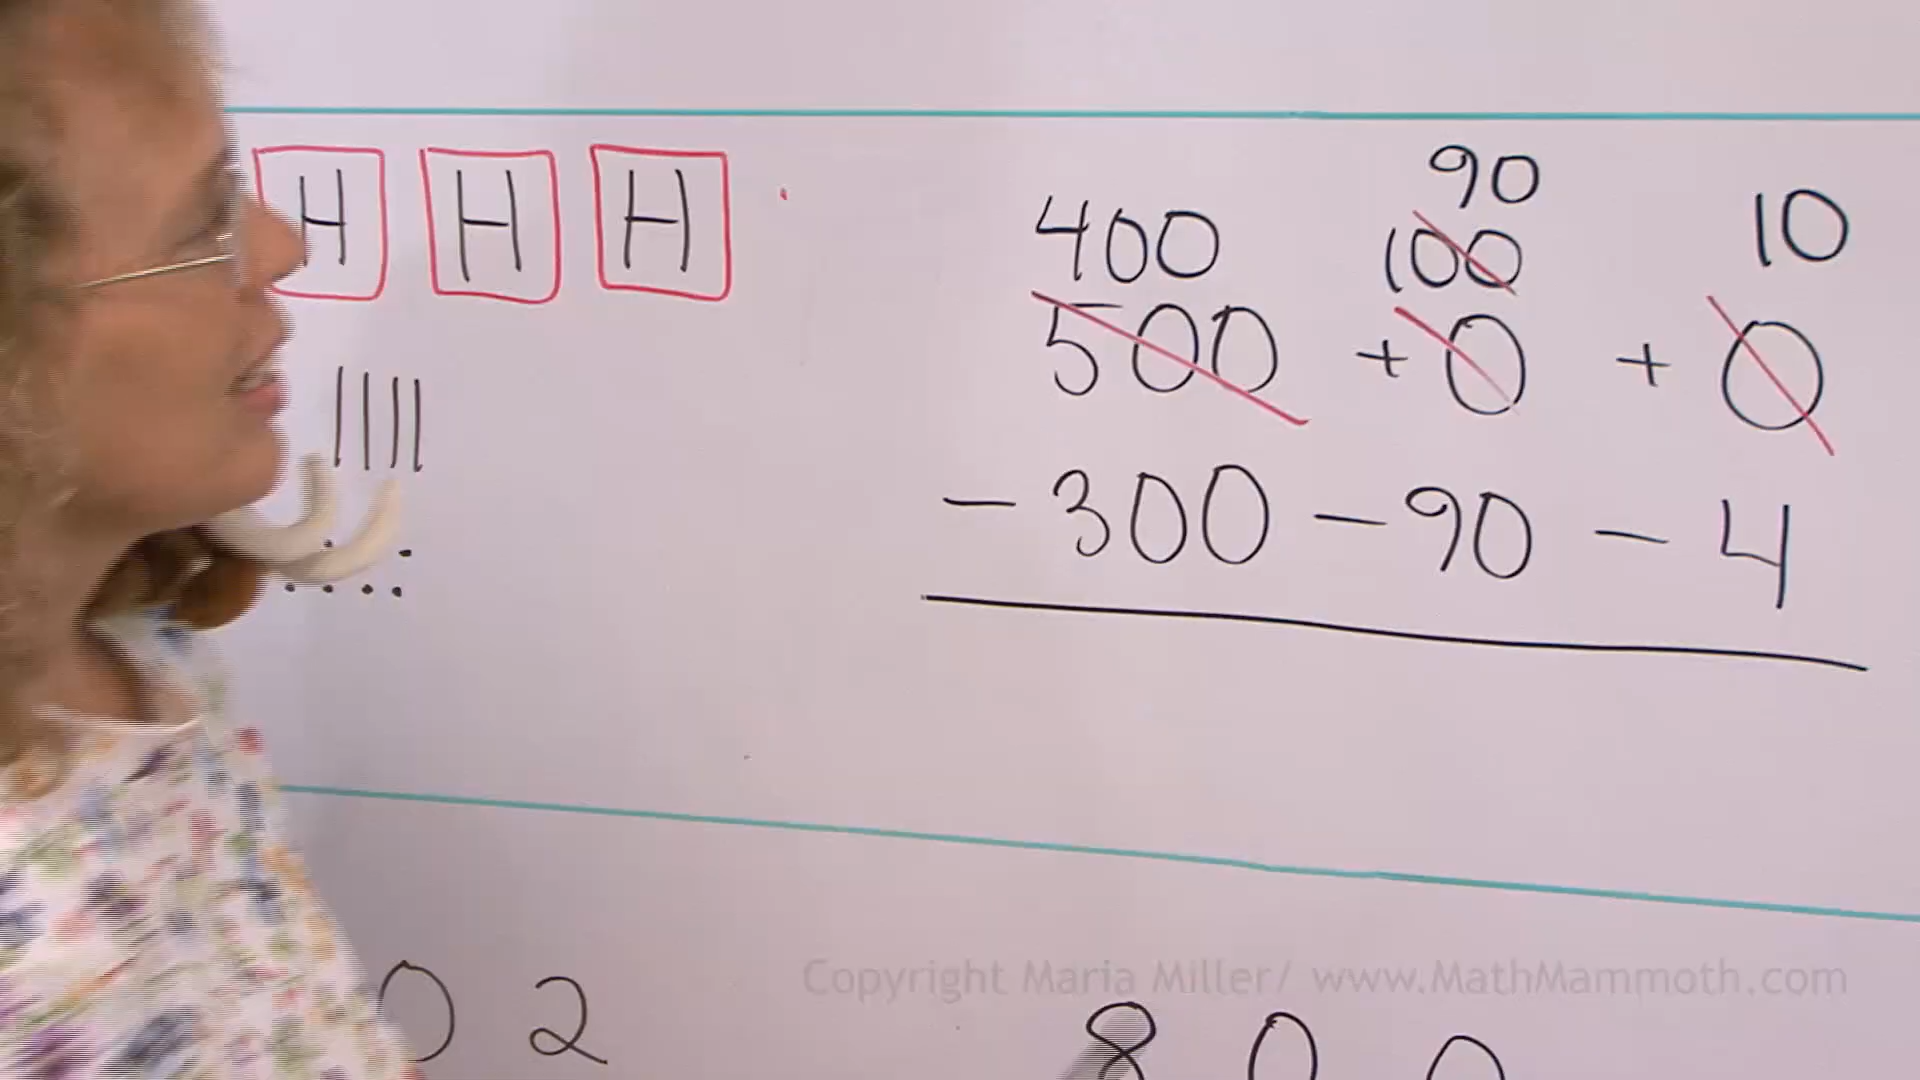 H H H
90
400 100 10
500 + 0 + 0
- 300 - 90 - 4
Copyright Maria Miller/ www.MathMammoth.com
0 2
8 0 0